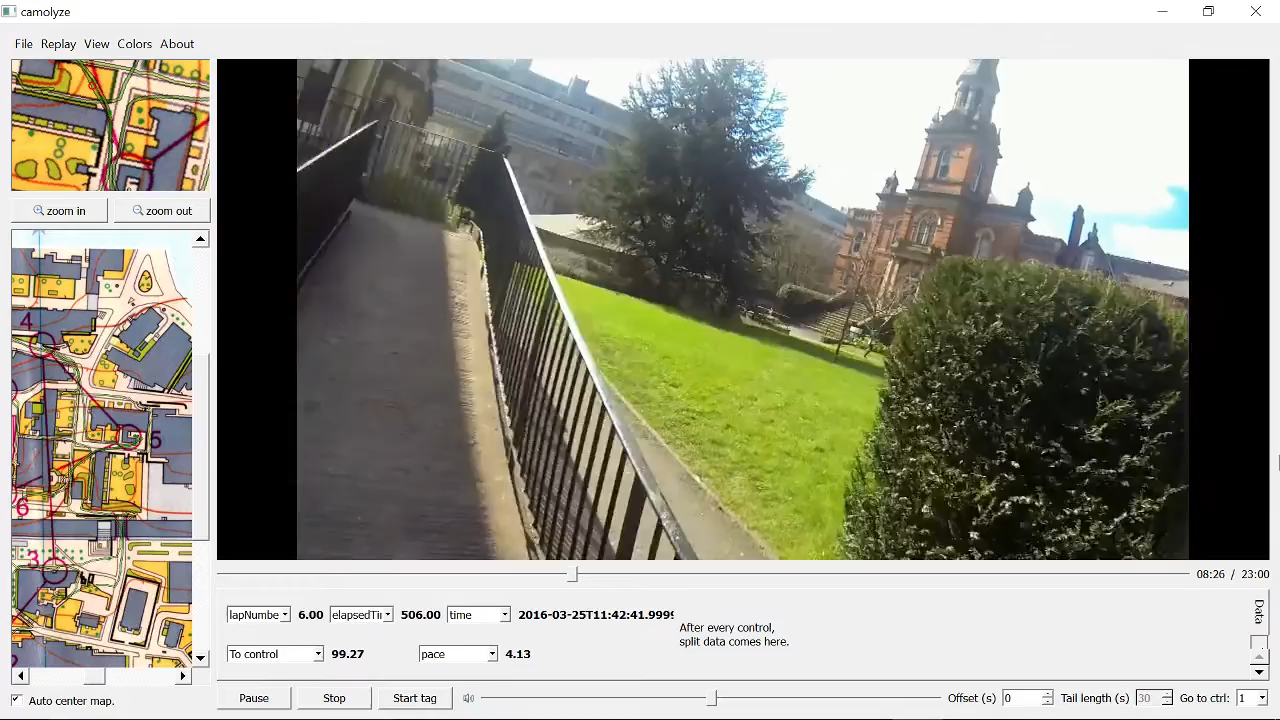 camolyze
File Replay View Colors About
zoom in zoom out
4
5
6
3
2
08:26 / 23:00
lapNumbe 6.00 elapsedTi 506.00 time 2016-03-25T11:42:41.999
After every control,
split data comes here.
Data
To control 99.27 pace 4.13
Auto center map.
Pause Stop Start tag Offset (s) 0 Tail length (s) 30 Go to ctrl: 1